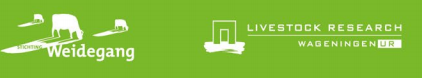 STICHTING Weidegang
LIVESTOCK RESEARCH
WAGENINGEN UR